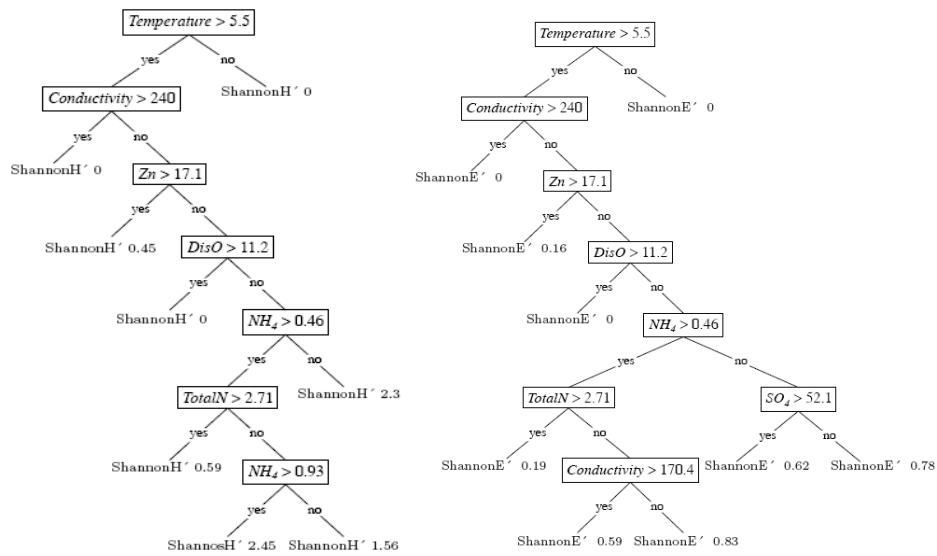 Temperature > 5.5
yes no
ShannonH´ 0
Conductivity > 240
yes no
ShannonH´ 0
Zn > 17.1
yes no
ShannonH´ 0.45
DisO > 11.2
yes no
ShannonH´ 0
NH4 > 0.46
yes no
ShannonH´ 2.3
TotalN > 2.71
yes no
ShannonH´ 0.59
NH4 > 0.93
yes no
ShannosH´ 2.45 ShannonH´ 1.56
Temperature > 5.5
yes no
ShannonE´ 0
Conductivity > 240
yes no
ShannonE´ 0
Zn > 17.1
yes no
ShannonE´ 0.16
DisO > 11.2
yes no
ShannonE´ 0
NH4 > 0.46
yes no
TotalN > 2.71 SO4 > 52.1
yes no yes no
ShannonE´ 0.19 Conductivity > 170.4 ShannonE´ 0.62 ShannonE´ 0.78
yes no
ShannonE´ 0.59 ShannonE´ 0.83